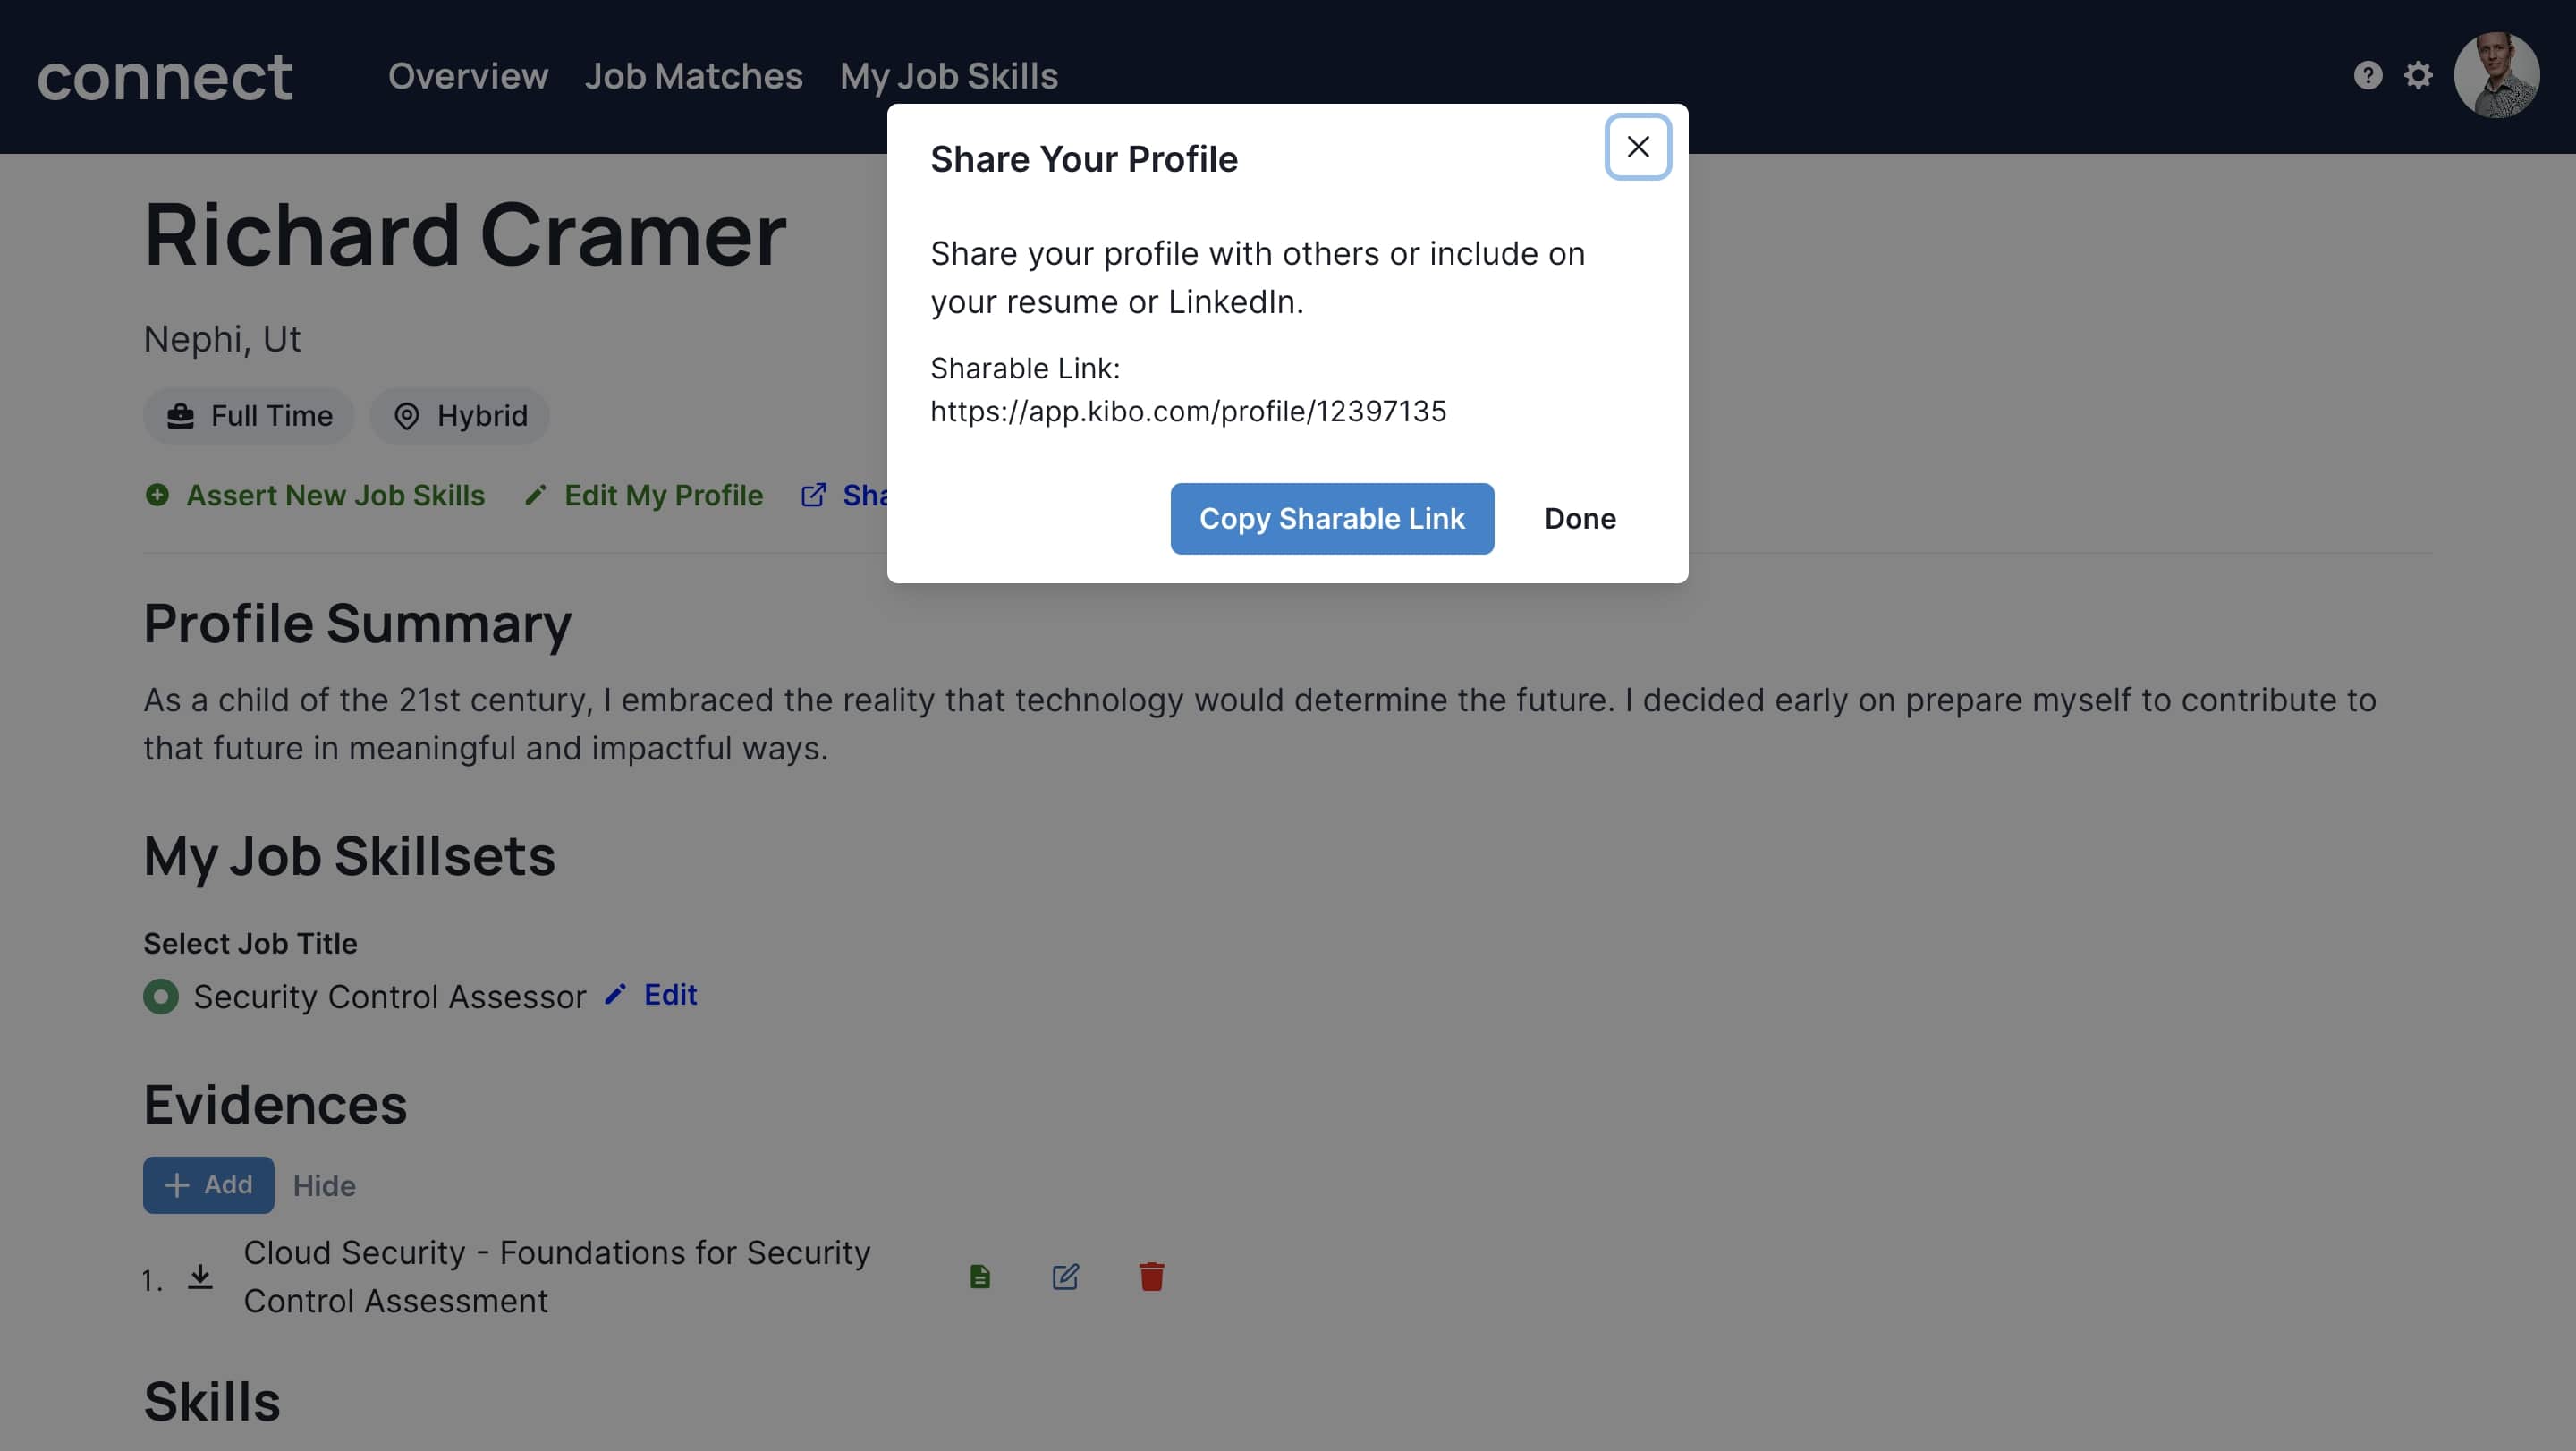 connect
Overview
Job Matches
My Job Skills
Share Your Profile
Share your profile with others or include on
your resume or LinkedIn.
Sharable Link:
https://app.kibo.com/profile/12397135
Copy Sharable Link
Done
Richard Cramer
Nephi, Ut
Full Time
Hybrid
Assert New Job Skills
Edit My Profile
Profile Summary
As a child of the 21st century, I embraced the reality that technology would determine the future. I decided early on prepare myself to contribute to
that future in meaningful and impactful ways.
My Job Skillsets
Select Job Title
Security Control Assessor
Edit
Evidences
Add
Hide
1.
Cloud Security - Foundations for Security
Control Assessment
Skills